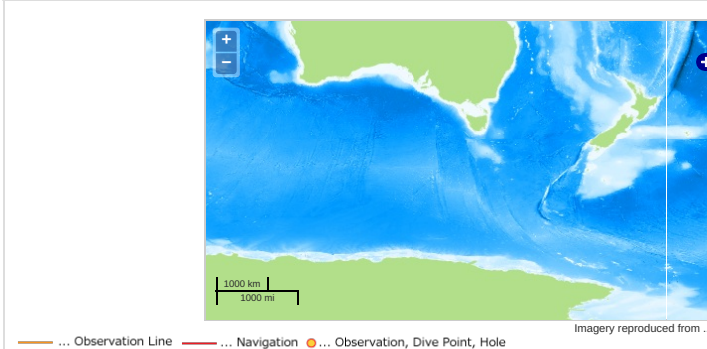 +
−
1000 km
1000 mi
Imagery reproduced from .
... Observation Line ... Navigation ... Observation, Dive Point, Hole